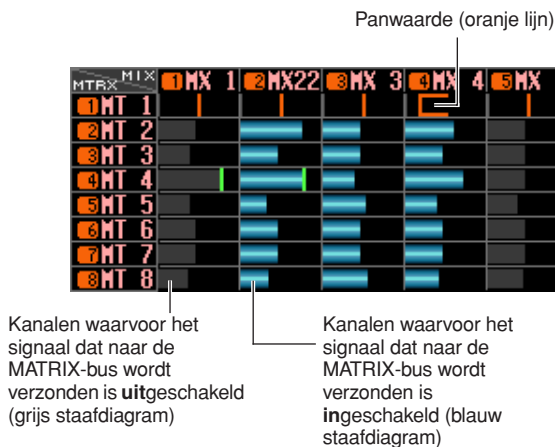 Panwaarde (oranje lijn)
MTRX MIX 1 MX 1 2 MX22 3 MX 3 4 MX 4 5 MX
1 MT 1
2 MT 2
3 MT 3
4 MT 4
5 MT 5
6 MT 6
7 MT 7
8 MT 8
Kanalen waarvoor het
signaal dat naar de
MATRIX-bus wordt
verzonden is uitgeschakeld
(grijs staafdiagram)
Kanalen waarvoor het
signaal dat naar de
MATRIX-bus wordt
verzonden is
ingeschakeld (blauw
staafdiagram)